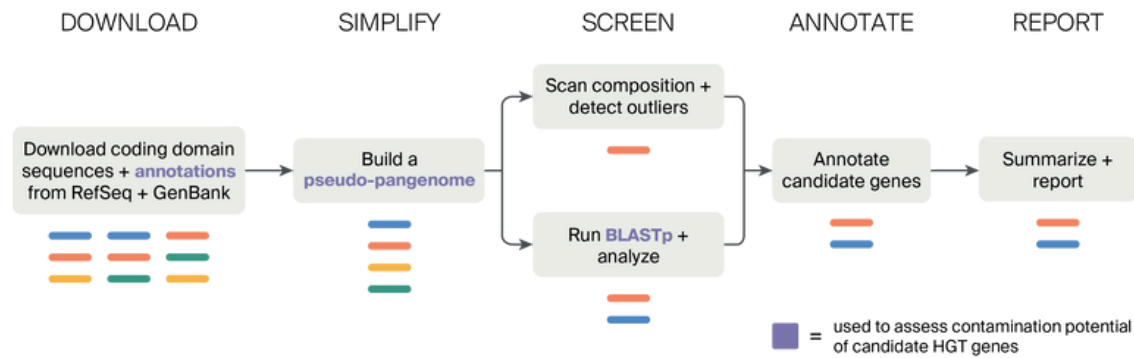 DOWNLOAD
SIMPLIFY
SCREEN
ANNOTATE
REPORT
Download coding domain
sequences + annotations
from RefSeq + GenBank
Build a
pseudo-pangenome
Scan composition +
detect outliers
Run BLASTp +
analyze
Annotate
candidate genes
Summarize +
report
= used to assess contamination potential
of candidate HGT genes